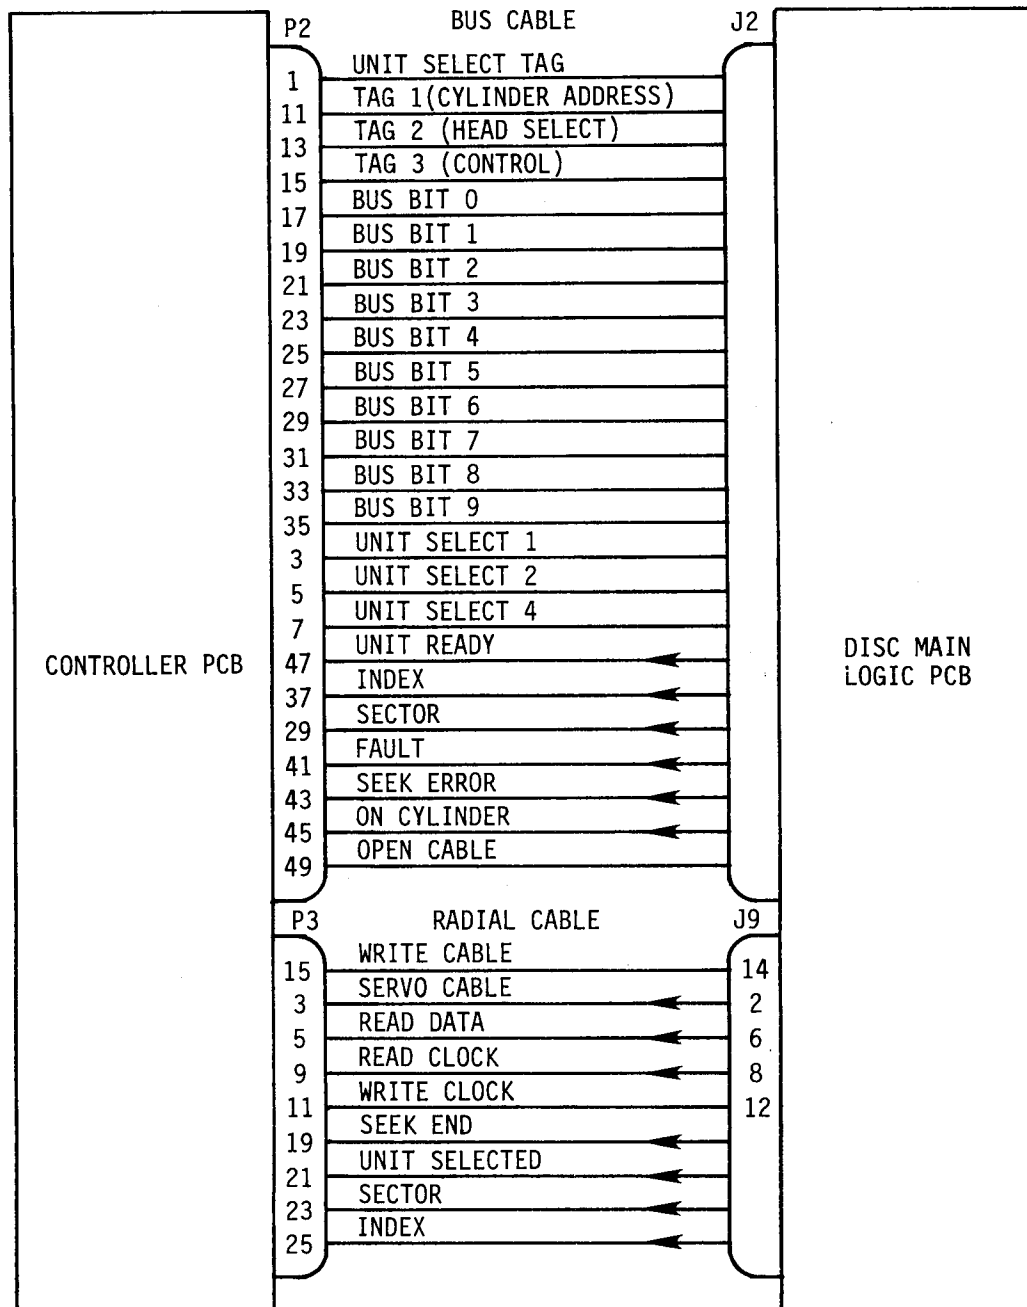 P2 BUS CABLE J2
1 UNIT SELECT TAG
11 TAG 1(CYLINDER ADDRESS)
13 TAG 2 (HEAD SELECT)
15 TAG 3 (CONTROL)
17 BUS BIT 0
19 BUS BIT 1
21 BUS BIT 2
23 BUS BIT 3
25 BUS BIT 4
27 BUS BIT 5
29 BUS BIT 6
31 BUS BIT 7
33 BUS BIT 8
35 BUS BIT 9
3 UNIT SELECT 1
5 UNIT SELECT 2
7 UNIT SELECT 4
47 UNIT READY
CONTROLLER PCB
DISC MAIN
LOGIC PCB
37 INDEX
29 SECTOR
41 FAULT
43 SEEK ERROR
45 ON CYLINDER
49 OPEN CABLE
P3 RADIAL CABLE J9
15 WRITE CABLE 14
3 SERVO CABLE 2
5 READ DATA 6
9 READ CLOCK 8
11 WRITE CLOCK 12
19 SEEK END
21 UNIT SELECTED
23 SECTOR
25 INDEX